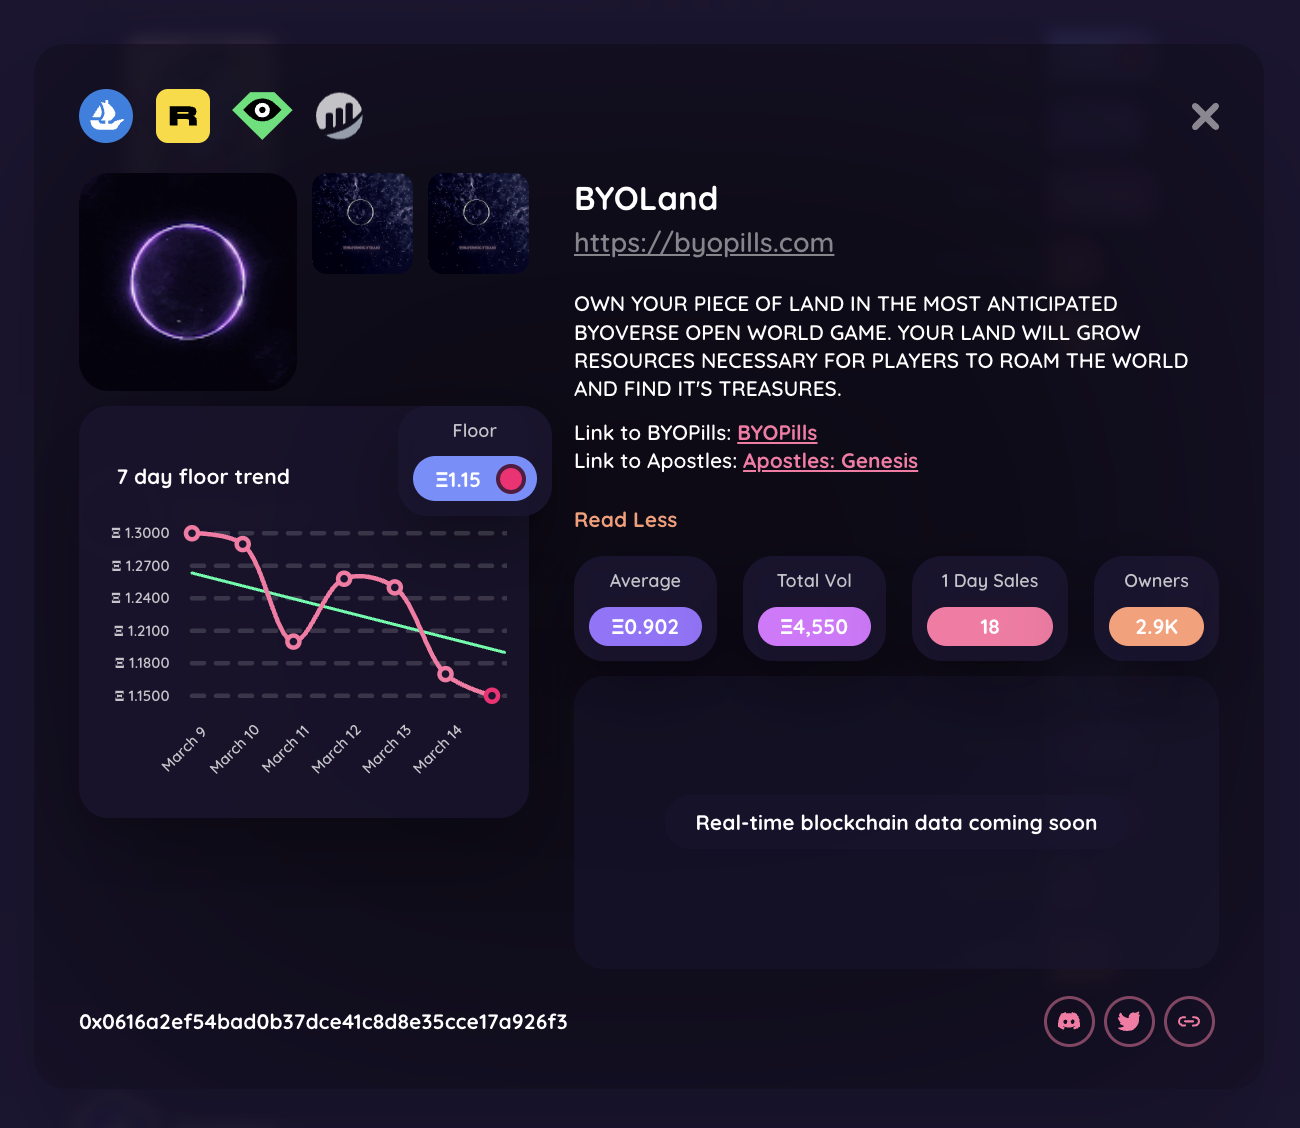 R
BYOLand
https://byopills.com
OWN YOUR PIECE OF LAND IN THE MOST ANTICIPATED
BYOVERSE OPEN WORLD GAME. YOUR LAND WILL GROW
RESOURCES NECESSARY FOR PLAYERS TO ROAM THE WORLD
AND FIND IT'S TREASURES.
Link to BYOPills: BYOPills
Link to Apostles: Apostles: Genesis
Read Less
Floor
Ξ1.15
7 day floor trend
Ξ 1.3000
Ξ 1.2700
Ξ 1.2400
Ξ 1.2100
Ξ 1.1800
Ξ 1.1500
March 9
March 10
March 11
March 12
March 13
March 14
Average
Ξ0.902
Total Vol
Ξ4,550
1 Day Sales
18
Owners
2.9K
Real-time blockchain data coming soon
0x0616a2ef54bad0b37dce41c8d8e35cce17a926f3